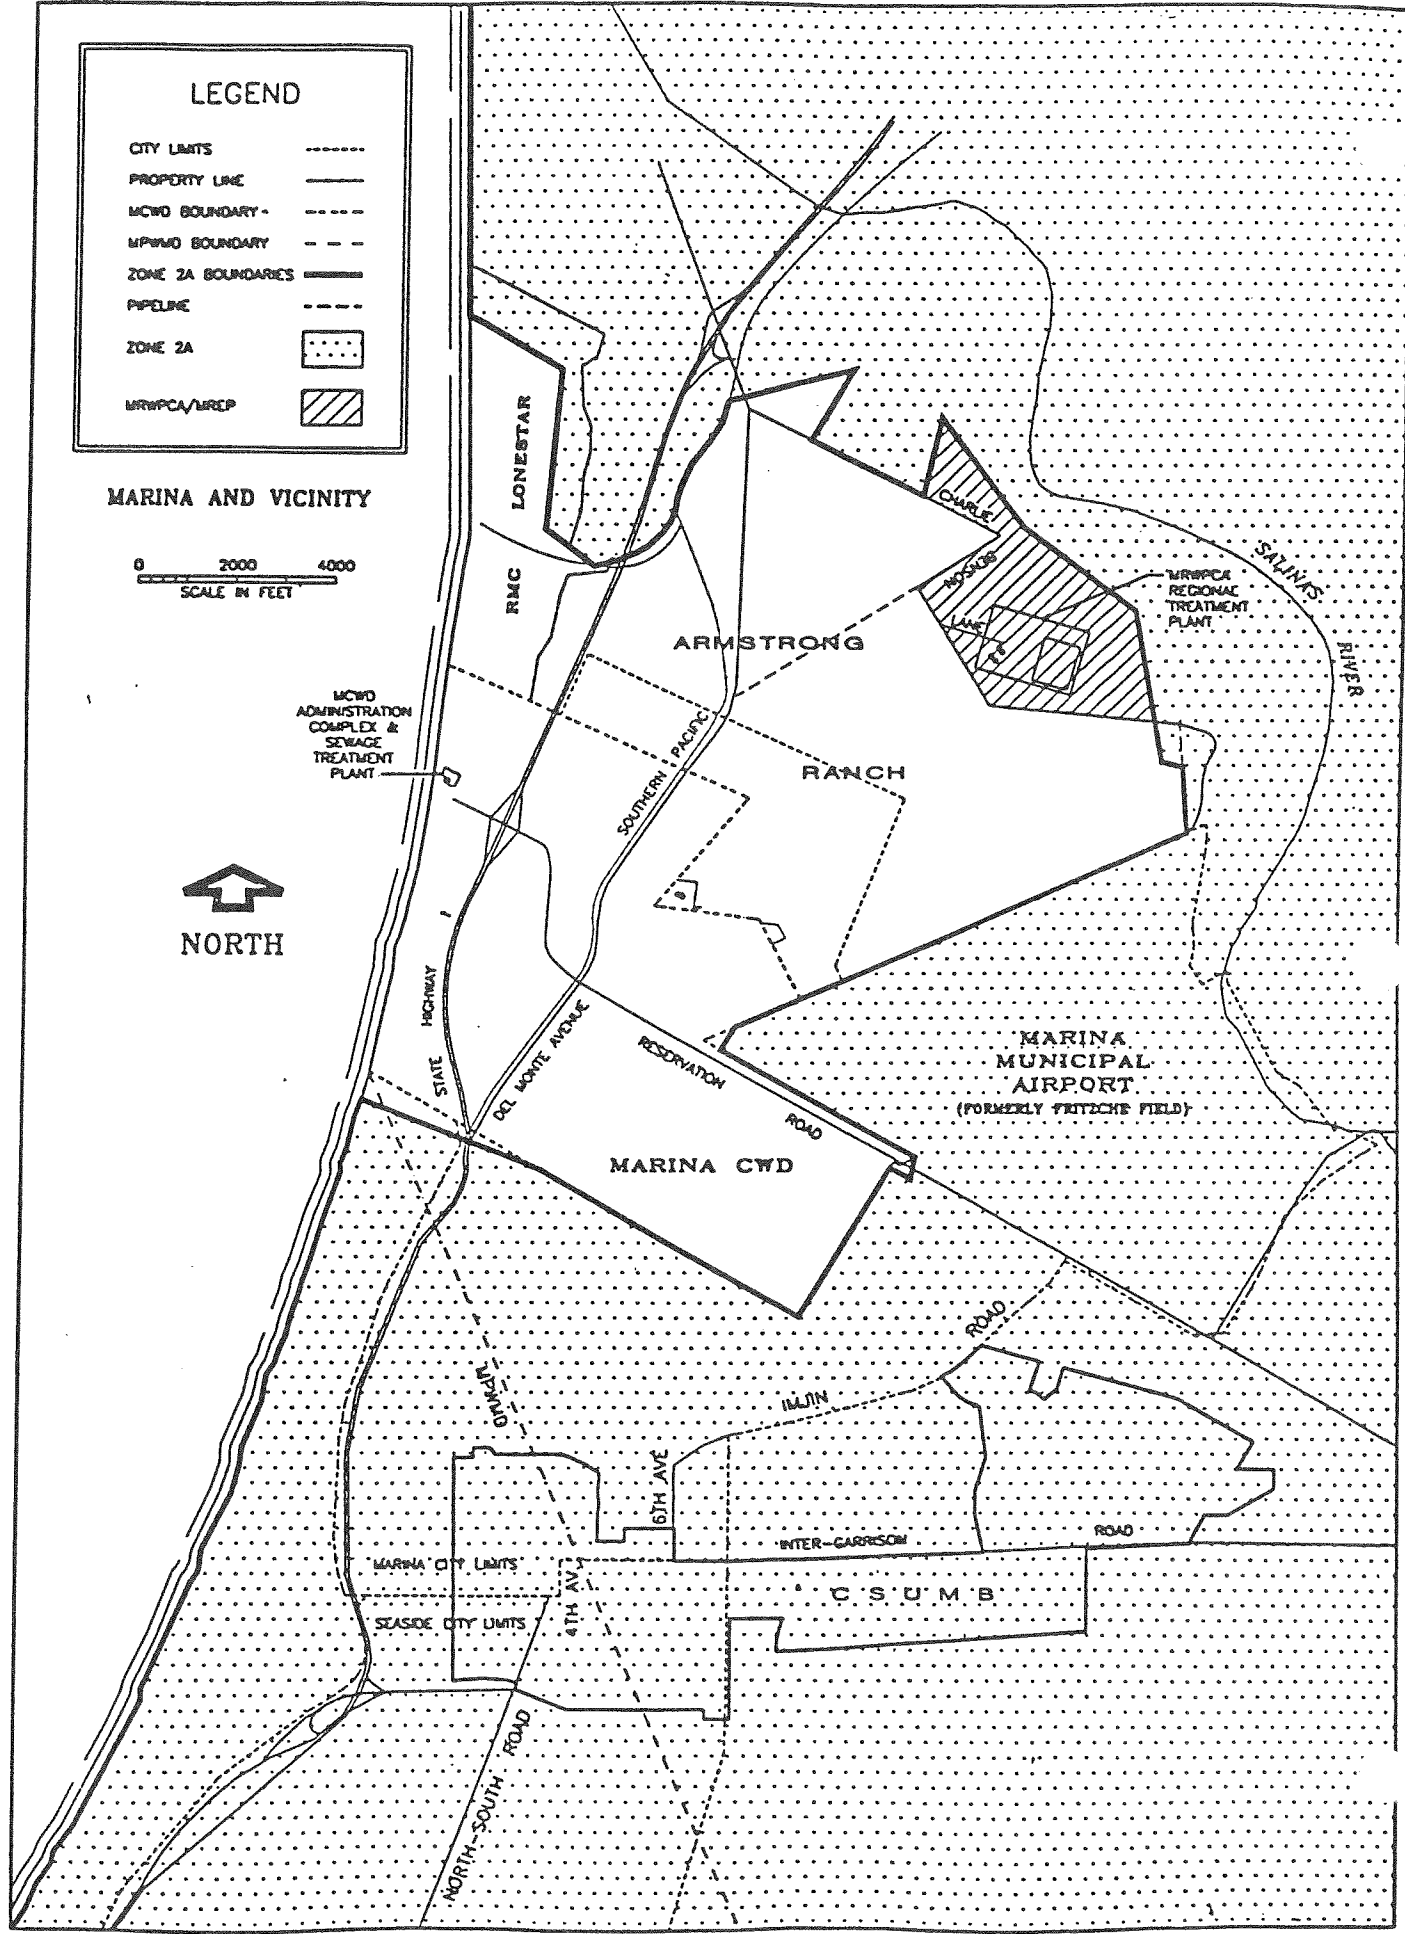 LEGEND
CITY LIMITS
PROPERTY LINE
MCWD BOUNDARY
MPWMD BOUNDARY
ZONE 2A BOUNDARIES
PIPELINE
ZONE 2A
MRWPCA/MREP
MARINA AND VICINITY
0 2000 4000
SCALE IN FEET
LONESTAR
RMC
CHARLIE
BENSON
LANE
MRWPCA
REGIONAL
TREATMENT
PLANT
SALINAS
RIVER
ARMSTRONG
RANCH
MCWD
ADMINISTRATION
COMPLEX &
SEWAGE
TREATMENT
PLANT
SOUTHERN PACIFIC
NORTH
STATE HIGHWAY 1
DEL MONTE AVENUE
RESERVATION ROAD
MARINA
MUNICIPAL
AIRPORT
(FORMERLY FRITZCHE FIELD)
MARINA CWD
MPWMD
IMJIN ROAD
6TH AVE
INTER-GARRISON ROAD
MARINA CITY LIMITS
SEASIDE CITY LIMITS
4TH AV
C S U M B
NORTH-SOUTH ROAD